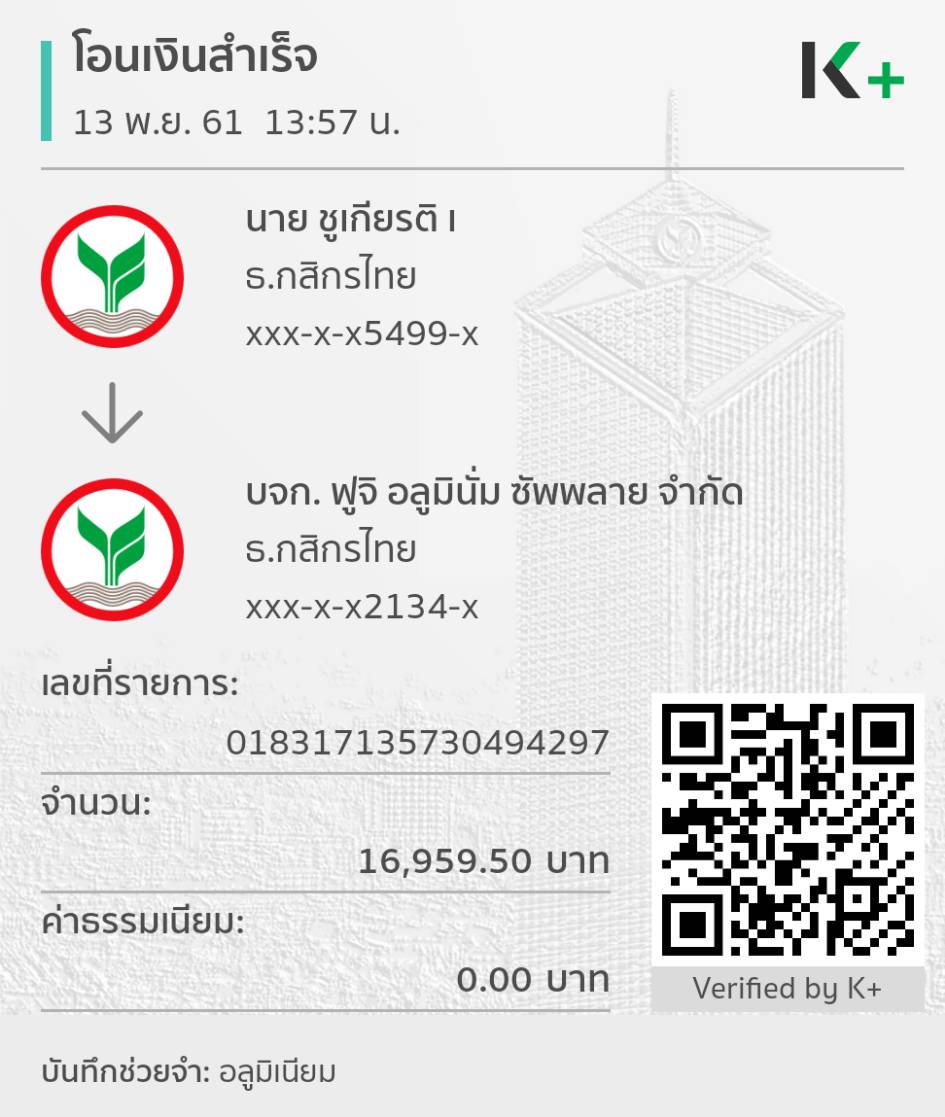 โอนเงินสำเร็จ
13 พ.ย. 61 13:57 น.
K+
นาย ชูเกียรติ เ
ธ.กสิกรไทย
xxx-x-x5499-x
บจก. ฟูจิ อลูมินั่ม ซัพพลาย จำกัด
ธ.กสิกรไทย
xxx-x-x2134-x
เลขที่รายการ:
018317135730494297
จำนวน:
16,959.50 บาท
ค่าธรรมเนียม:
0.00 บาท
Verified by K+
บันทึกช่วยจำ: อลูมิเนียม